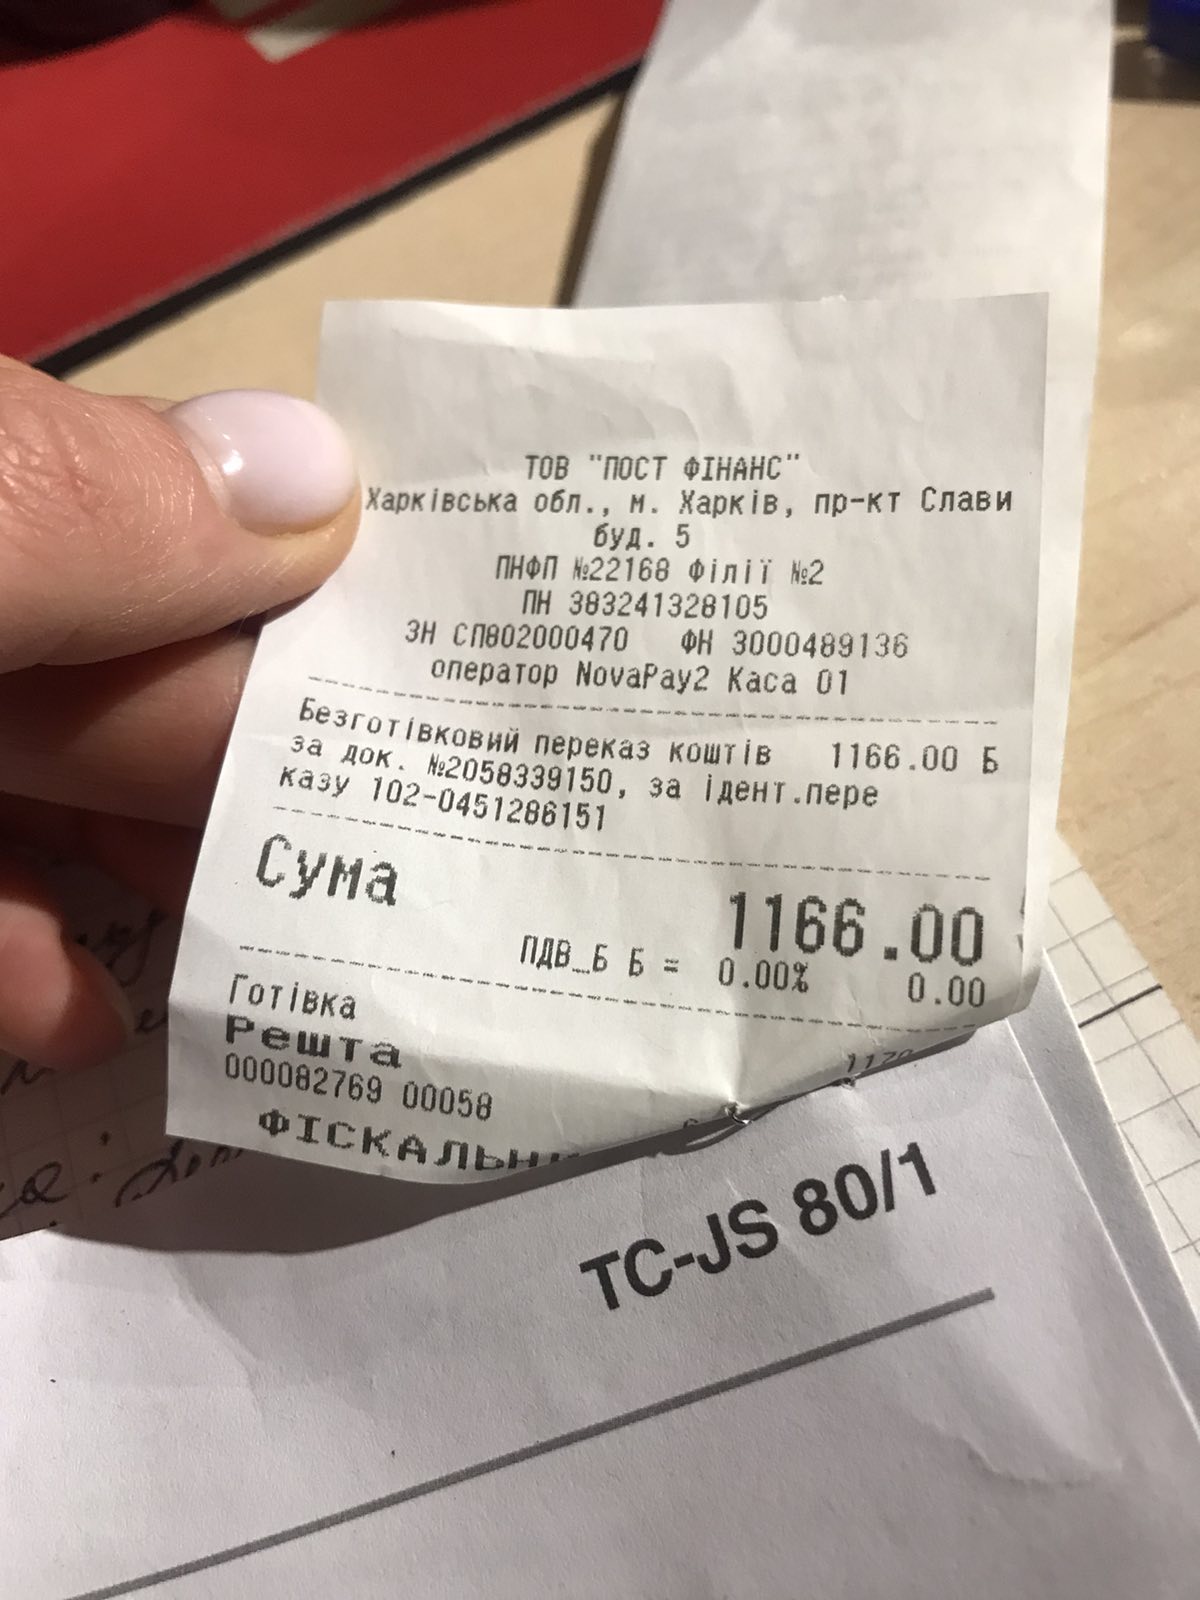 ТОВ "ПОСТ ФІНАНС"
Харківська обл., м. Харків, пр-кт Слави
буд. 5
ПНФП №22168 Філії №2
ПН 383241328105
ЗН СП802000470 ФН 3000489136
оператор NovaPay2 Каса 01
Безготівковий переказ коштів 1166.00 Б
за док. №2058339150, за ідент.пере
казу 102-0451286151
Сума 1166.00
ПДВ_Б Б = 0.00% 0.00
Готівка
Решта
000082769 00058
TC-JS 80/1